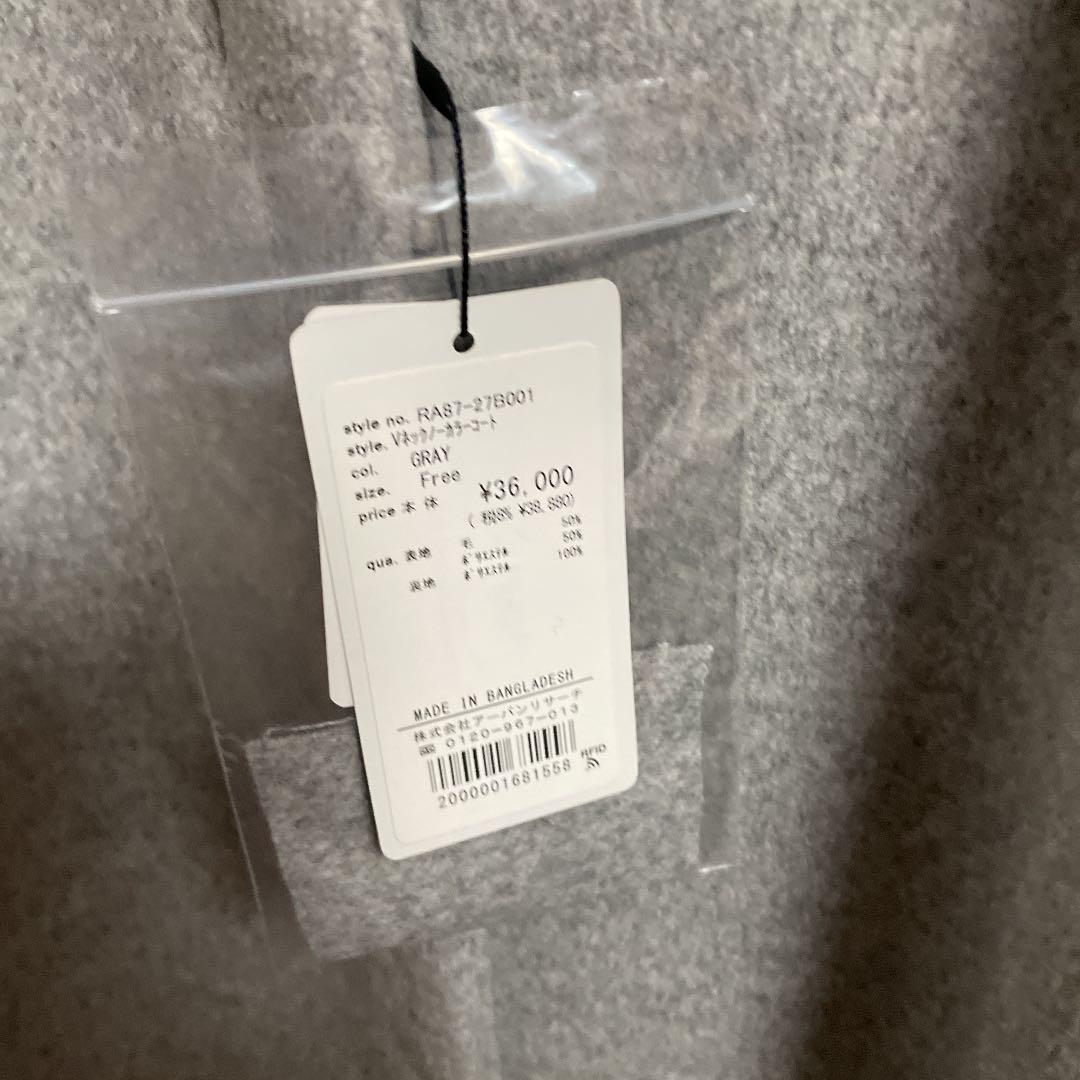 style no. RA87-27B001
style. Vネックノーカラーコート
col. GRAY
size. Free
price 本体 ¥36,000
(税8% ¥38,880)
qua. 表地 毛 50%
ポリエステル 50%
裏地 ポリエステル 100%
MADE IN BANGLADESH
株式会社アーバンリサーチ
0120-967-013
2000001681558
RFID